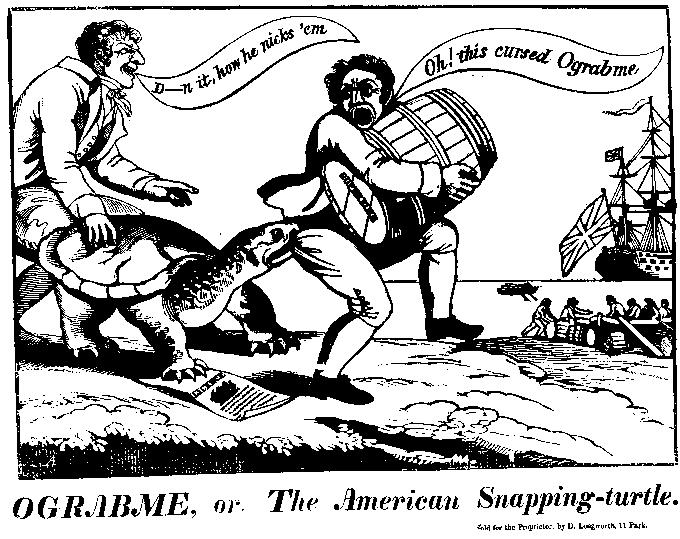 D—n it, how he nicks 'em
Oh! this cursed Ograbme
OGRABME, or, The American Snapping-turtle.
Sold for the Proprietor, by D. Longworth, 11 Park.